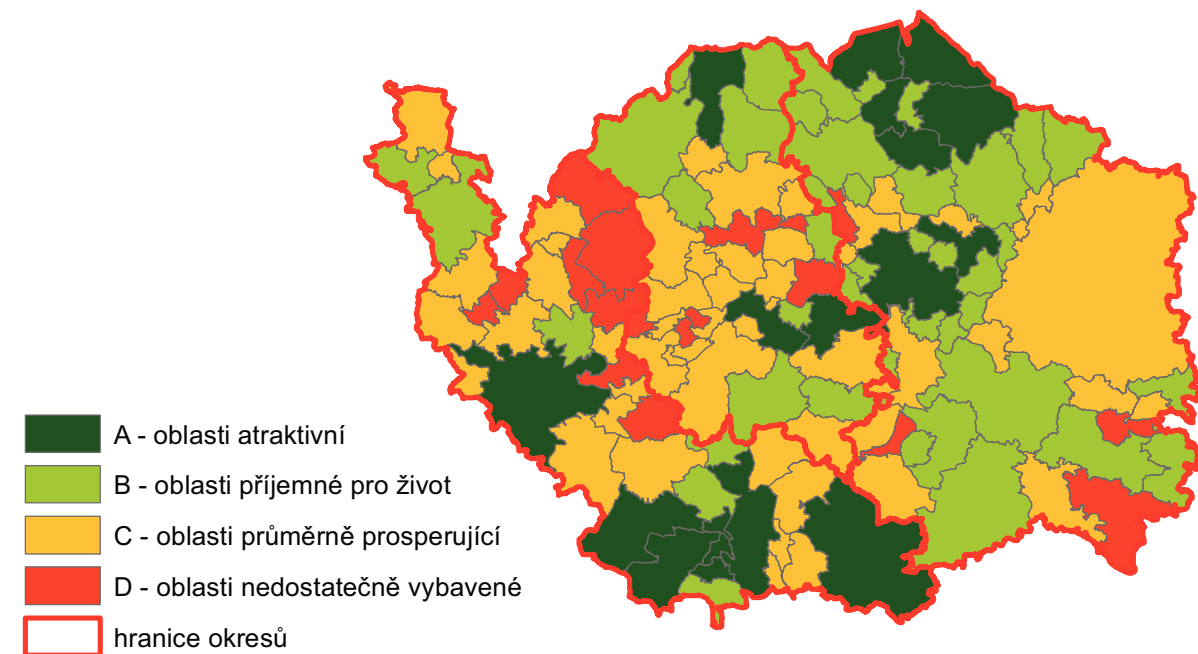 A - oblasti atraktivní
B - oblasti příjemné pro život
C - oblasti průměrně prosperující
D - oblasti nedostatečně vybavené
hranice okresů